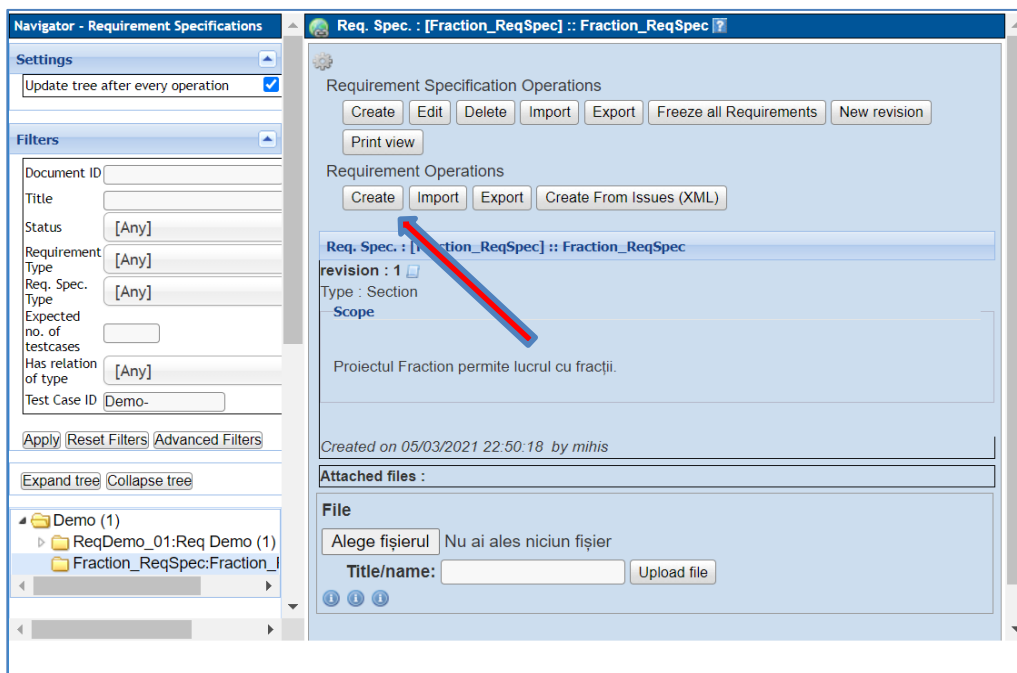 Navigator - Requirement Specifications
Settings
Update tree after every operation
Filters
Document ID
Title
Status [Any]
Requirement
Type [Any]
Req. Spec.
Type [Any]
Expected
no. of
testcases
Has relation
of type [Any]
Test Case ID Demo-
Apply Reset Filters Advanced Filters
Expand tree Collapse tree
Demo (1)
ReqDemo_01:Req Demo (1)
Fraction_ReqSpec:Fraction_
Req. Spec. : [Fraction_ReqSpec] :: Fraction_ReqSpec ?
Requirement Specification Operations
Create Edit Delete Import Export Freeze all Requirements New revision
Print view
Requirement Operations
Create Import Export Create From Issues (XML)
Req. Spec. : [Fraction_ReqSpec] :: Fraction_ReqSpec
revision : 1
Type : Section
Scope
Proiectul Fraction permite lucrul cu fracții.
Created on 05/03/2021 22:50:18 by mihis
Attached files :
File
Alege fișierul Nu ai ales niciun fișier
Title/name: Upload file